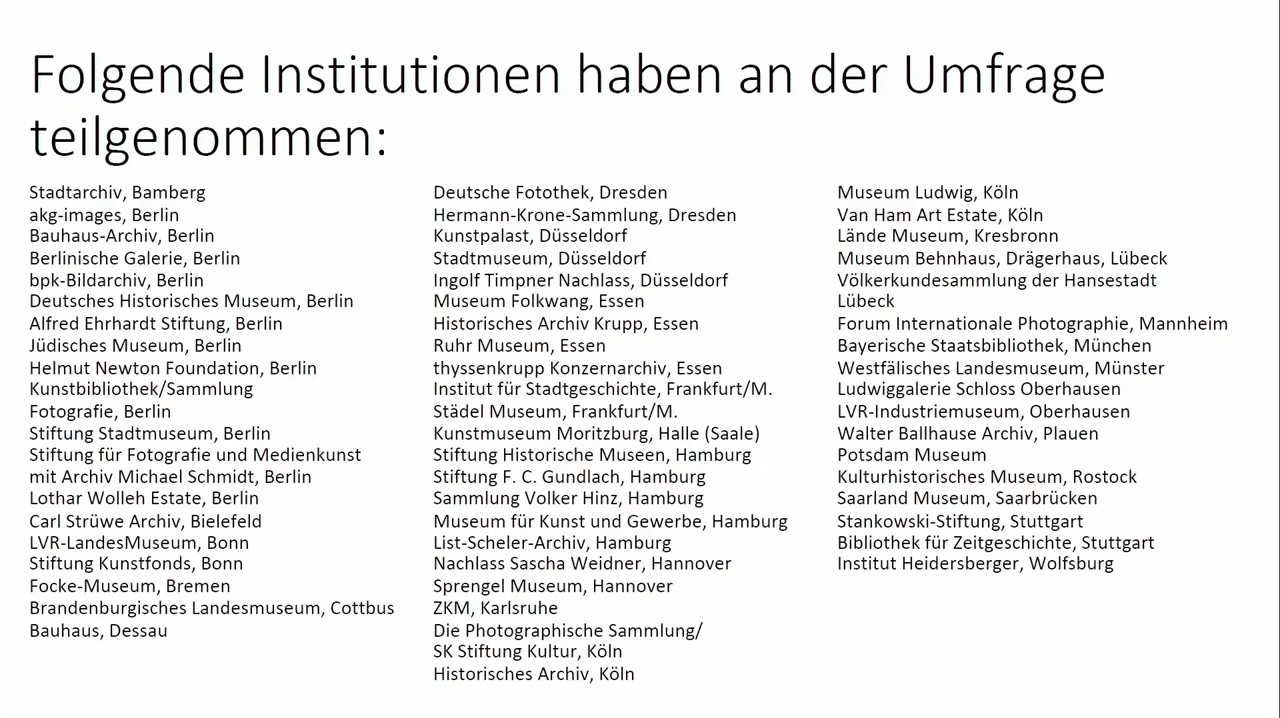 Folgende Institutionen haben an der Umfrage
teilgenommen:
Stadtarchiv, Bamberg
akg-images, Berlin
Bauhaus-Archiv, Berlin
Berlinische Galerie, Berlin
bpk-Bildarchiv, Berlin
Deutsches Historisches Museum, Berlin
Alfred Ehrhardt Stiftung, Berlin
Jüdisches Museum, Berlin
Helmut Newton Foundation, Berlin
Kunstbibliothek/Sammlung
Fotografie, Berlin
Stiftung Stadtmuseum, Berlin
Stiftung für Fotografie und Medienkunst
mit Archiv Michael Schmidt, Berlin
Lothar Wolleh Estate, Berlin
Carl Strüwe Archiv, Bielefeld
LVR-LandesMuseum, Bonn
Stiftung Kunstfonds, Bonn
Focke-Museum, Bremen
Brandenburgisches Landesmuseum, Cottbus
Bauhaus, Dessau
Deutsche Fotothek, Dresden
Hermann-Krone-Sammlung, Dresden
Kunstpalast, Düsseldorf
Stadtmuseum, Düsseldorf
Ingolf Timpner Nachlass, Düsseldorf
Museum Folkwang, Essen
Historisches Archiv Krupp, Essen
Ruhr Museum, Essen
thyssenkrupp Konzernarchiv, Essen
Institut für Stadtgeschichte, Frankfurt/M.
Städel Museum, Frankfurt/M.
Kunstmuseum Moritzburg, Halle (Saale)
Stiftung Historische Museen, Hamburg
Stiftung F. C. Gundlach, Hamburg
Sammlung Volker Hinz, Hamburg
Museum für Kunst und Gewerbe, Hamburg
List-Scheler-Archiv, Hamburg
Nachlass Sascha Weidner, Hannover
Sprengel Museum, Hannover
ZKM, Karlsruhe
Die Photographische Sammlung/
SK Stiftung Kultur, Köln
Historisches Archiv, Köln
Museum Ludwig, Köln
Van Ham Art Estate, Köln
Lände Museum, Kresbronn
Museum Behnhaus, Drägerhaus, Lübeck
Völkerkundesammlung der Hansestadt
Lübeck
Forum Internationale Photographie, Mannheim
Bayerische Staatsbibliothek, München
Westfälisches Landesmuseum, Münster
Ludwiggalerie Schloss Oberhausen
LVR-Industriemuseum, Oberhausen
Walter Ballhause Archiv, Plauen
Potsdam Museum
Kulturhistorisches Museum, Rostock
Saarland Museum, Saarbrücken
Stankowski-Stiftung, Stuttgart
Bibliothek für Zeitgeschichte, Stuttgart
Institut Heidersberger, Wolfsburg